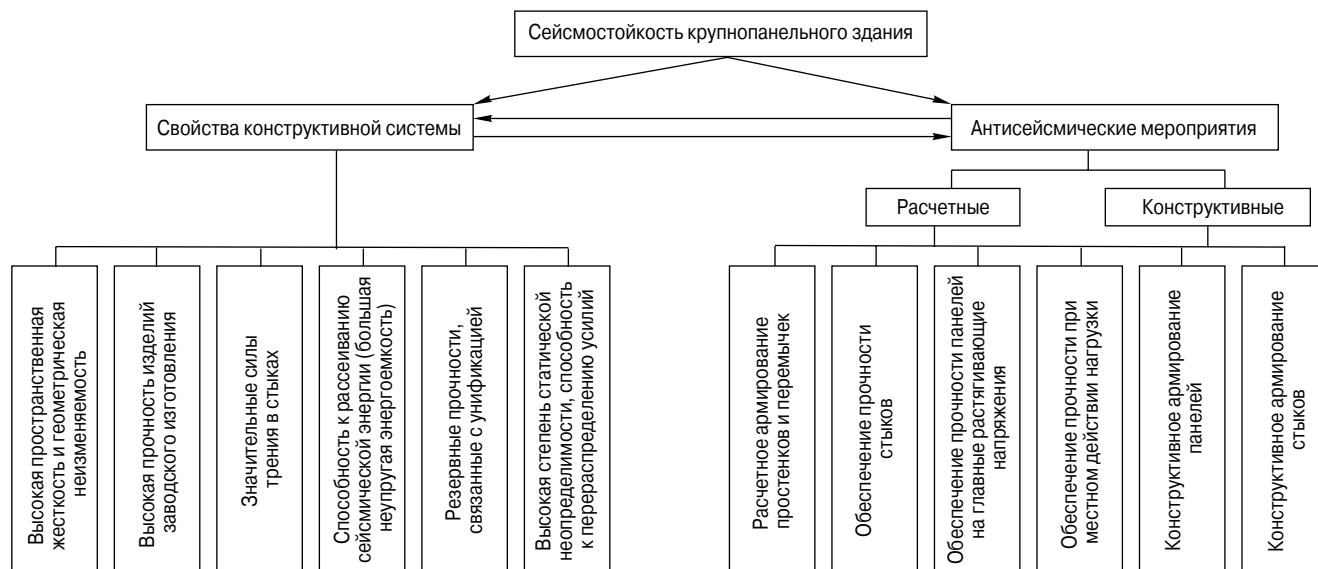 Сейсмостойкость крупнопанельного здания
Свойства конструктивной системы
Антисейсмические мероприятия
Расчетные
Конструктивные
Высокая пространственная
жесткость и геометрическая
неизменяемость
Высокая прочность изделий
заводского изготовления
Значительные силы
трения в стыках
Способность к рассеиванию
сейсмической энергии (большая
неупругая энергоемкость)
Резервные прочности,
связанные с унификацией
Высокая степень статической
неопределимости, способность
к перераспределению усилий
Расчетное армирование
простенков и перемычек
Обеспечение прочности
стыков
Обеспечение прочности панелей
на главные растягивающие
напряжения
Обеспечение прочности при
местном действии нагрузки
Конструктивное армирование
панелей
Конструктивное армирование
стыков